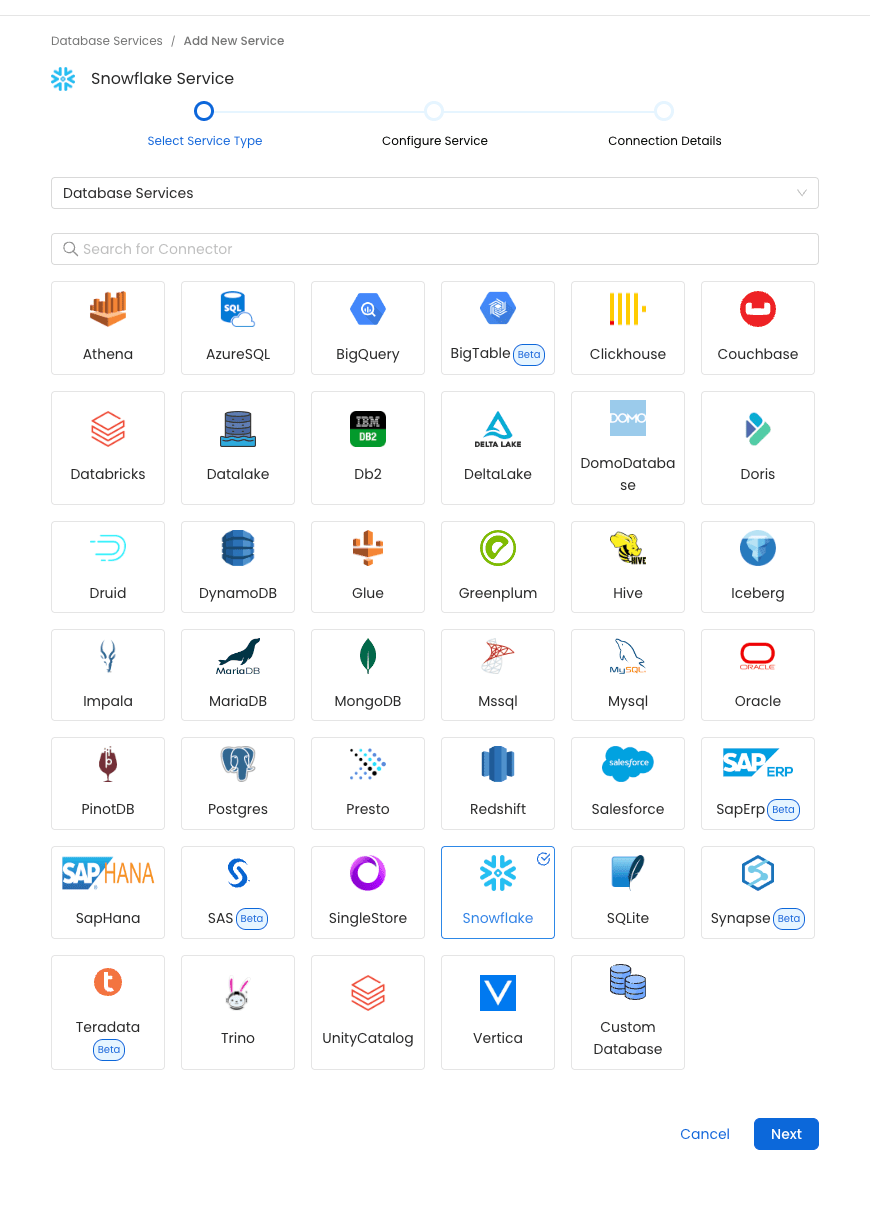 Database Services / Add New Service
Snowflake Service
Select Service Type Configure Service Connection Details
Database Services
Search for Connector
SQL
Athena AzureSQL BigQuery BigTable Beta Clickhouse Couchbase
IBM
DB2
DELTA LAKE
DOMO
Databricks Datalake Db2 DeltaLake DomoDataba
se
Doris
HIVE
Druid DynamoDB Glue Greenplum Hive Iceberg
MariaDB
MySQL
ORACLE
Impala MariaDB MongoDB Mssql Mysql Oracle
p
salesforce
SAP ERP
PinotDB Postgres Presto Redshift Salesforce SapErp Beta
SAP HANA
SapHana SAS Beta SingleStore Snowflake SQLite Synapse Beta
t
Teradata
Beta
Trino UnityCatalog Vertica Custom
Database
Cancel Next